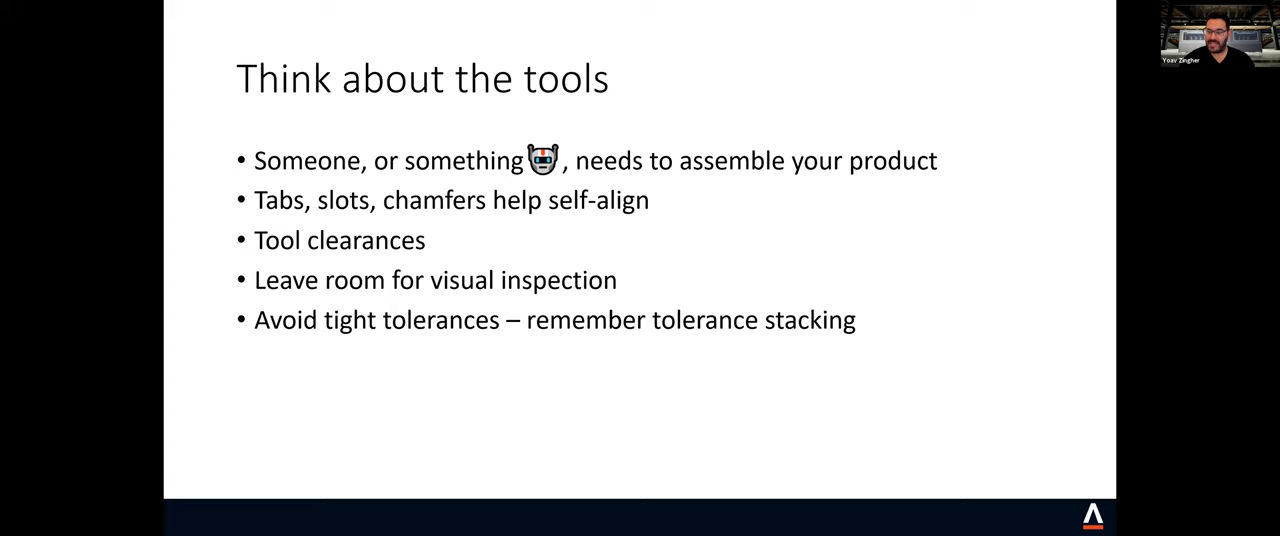 Think about the tools
• Someone, or something, needs to assemble your product
• Tabs, slots, chamfers help self-align
• Tool clearances
• Leave room for visual inspection
• Avoid tight tolerances – remember tolerance stacking
Yoav Zingher